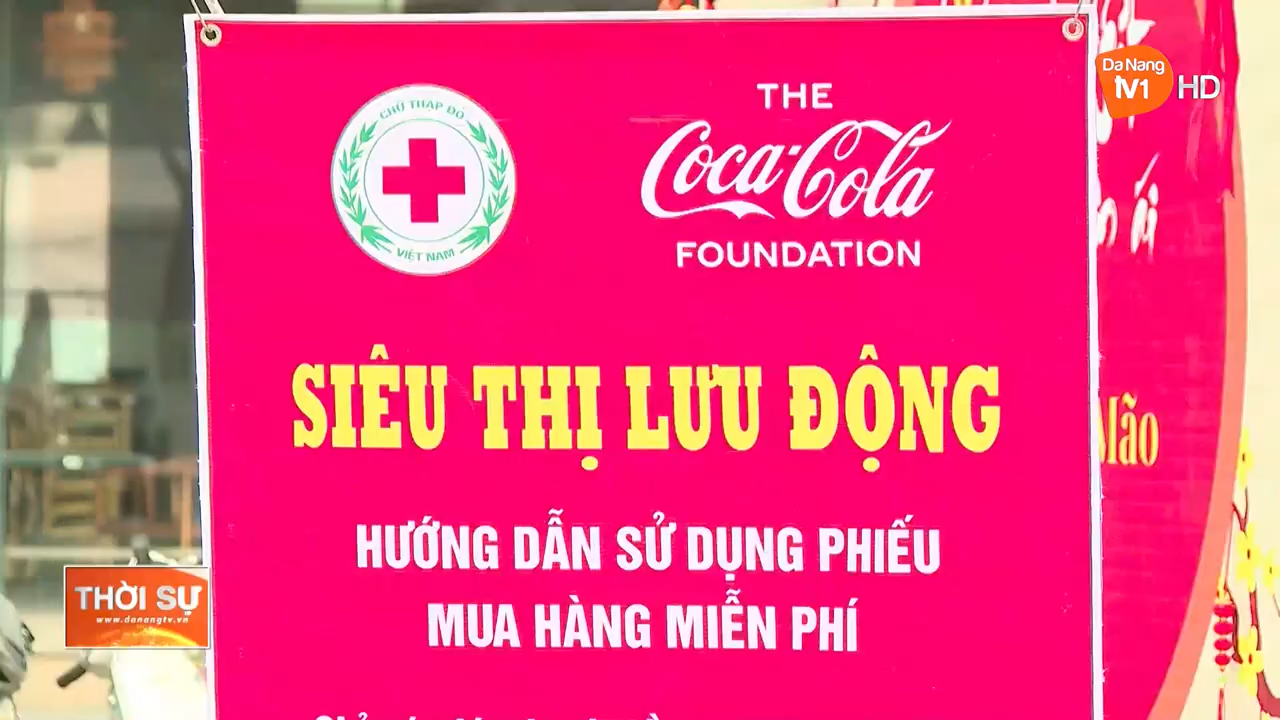 Da Nang
tv1 HD
CHỮ THẬP ĐỎ
VIỆT NAM
THE
Coca-Cola
FOUNDATION
SIÊU THỊ LƯU ĐỘNG
HƯỚNG DẪN SỬ DỤNG PHIẾU
MUA HÀNG MIỄN PHÍ
Mão
THỜI SỰ
www.danangtv.vn